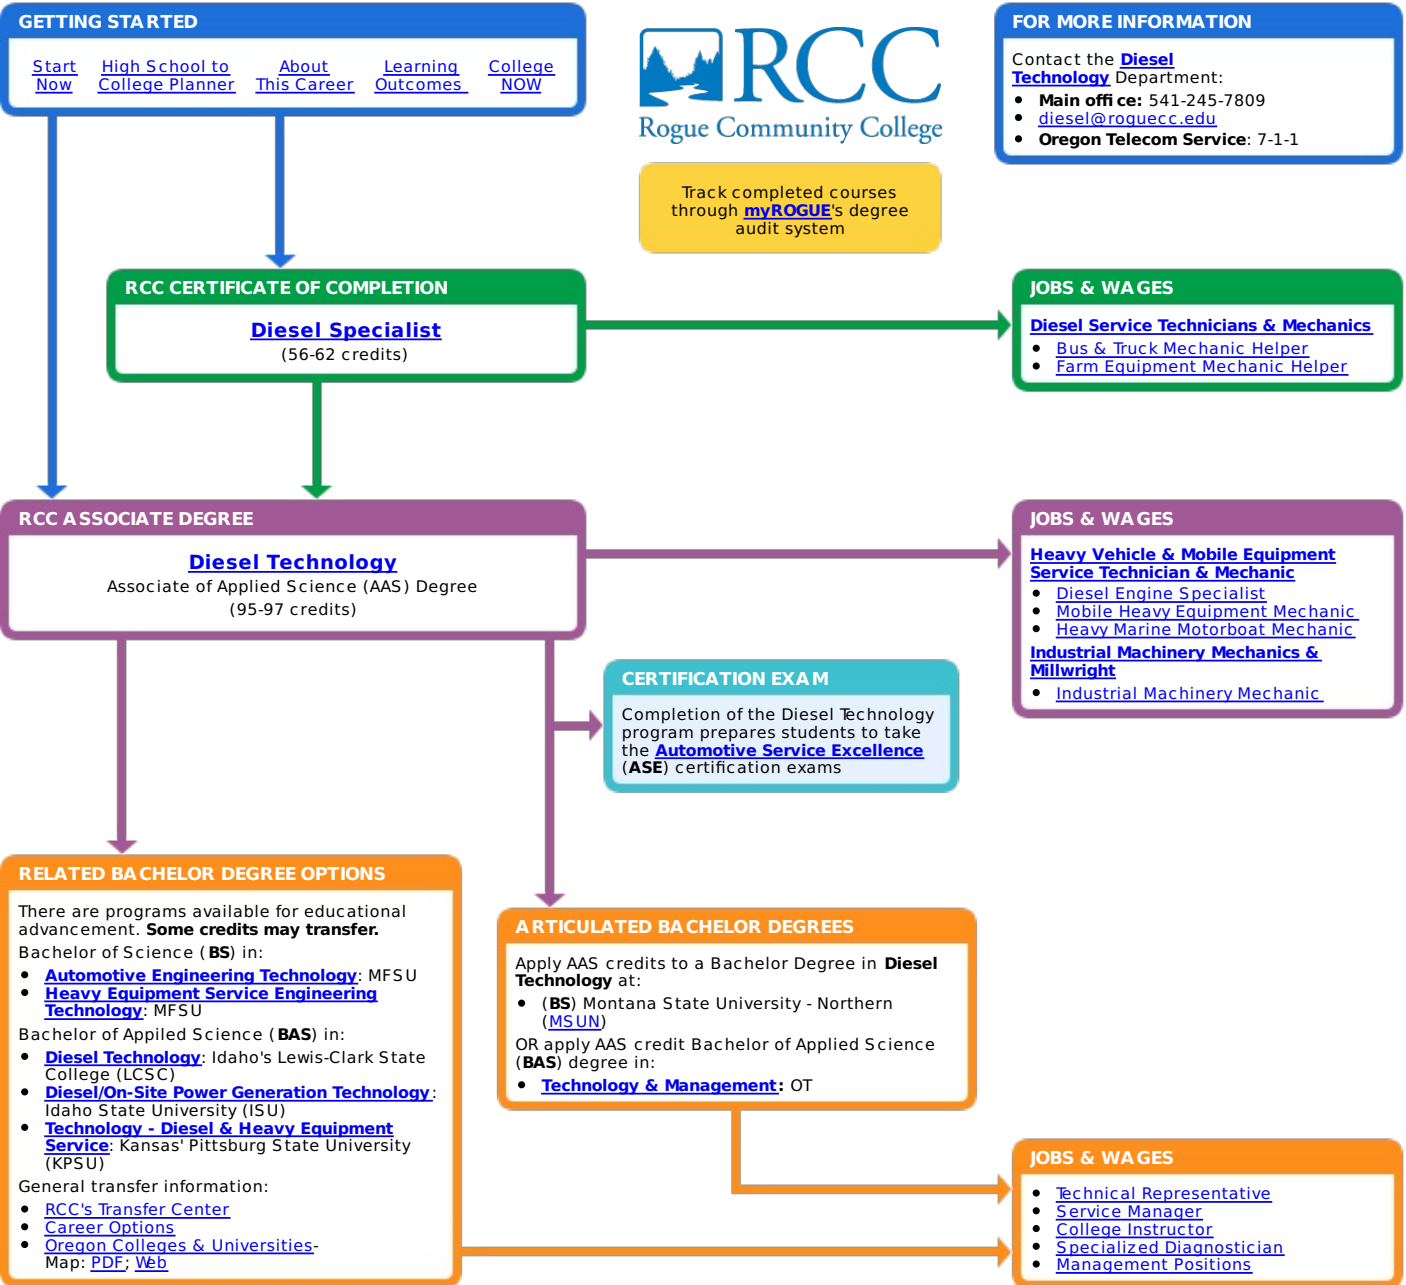 GETTING STARTED
Start Now
High School to College Planner
About This Career
Learning Outcomes
College NOW
RCC
Rogue Community College
FOR MORE INFORMATION
Contact the Diesel
Technology Department:
• Main office: 541-245-7809
• diesel@roguecc.edu
• Oregon Telecom Service: 7-1-1
Track completed courses
through myROGUE's degree
audit system
RCC CERTIFICATE OF COMPLETION
Diesel Specialist
(56-62 credits)
JOBS & WAGES
Diesel Service Technicians & Mechanics
• Bus & Truck Mechanic Helper
• Farm Equipment Mechanic Helper
RCC ASSOCIATE DEGREE
Diesel Technology
Associate of Applied Science (AAS) Degree
(95-97 credits)
JOBS & WAGES
Heavy Vehicle & Mobile Equipment
Service Technician & Mechanic
• Diesel Engine Specialist
• Mobile Heavy Equipment Mechanic
• Heavy Marine Motorboat Mechanic
Industrial Machinery Mechanics &
Millwright
• Industrial Machinery Mechanic
CERTIFICATION EXAM
Completion of the Diesel Technology
program prepares students to take
the Automotive Service Excellence
(ASE) certification exams
RELATED BACHELOR DEGREE OPTIONS
There are programs available for educational
advancement. Some credits may transfer.
Bachelor of Science (BS) in:
• Automotive Engineering Technology: MFSU
• Heavy Equipment Service Engineering
Technology: MFSU
Bachelor of Appiled Science (BAS) in:
• Diesel Technology: Idaho's Lewis-Clark State
College (LCSC)
• Diesel/On-Site Power Generation Technology:
Idaho State University (ISU)
• Technology - Diesel & Heavy Equipment
Service: Kansas' Pittsburg State University
(KPSU)
General transfer information:
• RCC's Transfer Center
• Career Options
• Oregon Colleges & Universities-
Map: PDF; Web
ARTICULATED BACHELOR DEGREES
Apply AAS credits to a Bachelor Degree in Diesel
Technology at:
• (BS) Montana State University - Northern
(MSUN)
OR apply AAS credit Bachelor of Applied Science
(BAS) degree in:
• Technology & Management: OT
JOBS & WAGES
• Technical Representative
• Service Manager
• College Instructor
• Specialized Diagnostician
• Management Positions